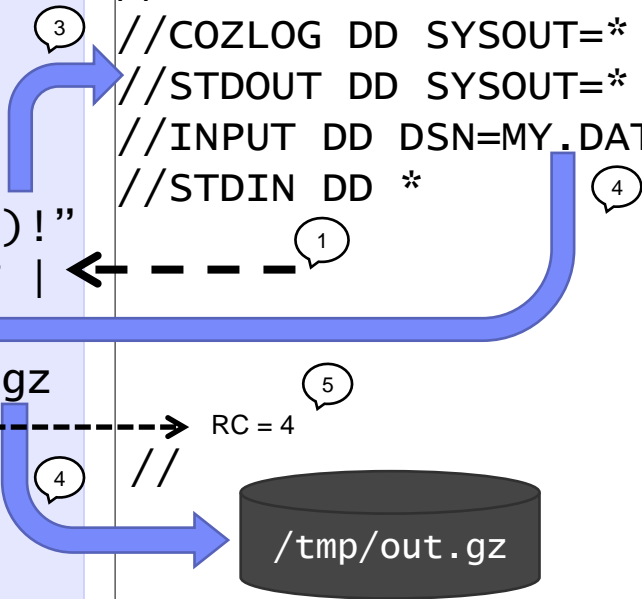 3
//COZLOG DD SYSOUT=*
//STDOUT DD SYSOUT=*
//INPUT DD DSN=MY.DAT
//STDIN DD *
4
)!”
1
|
gz
5
RC = 4
4
//
/tmp/out.gz